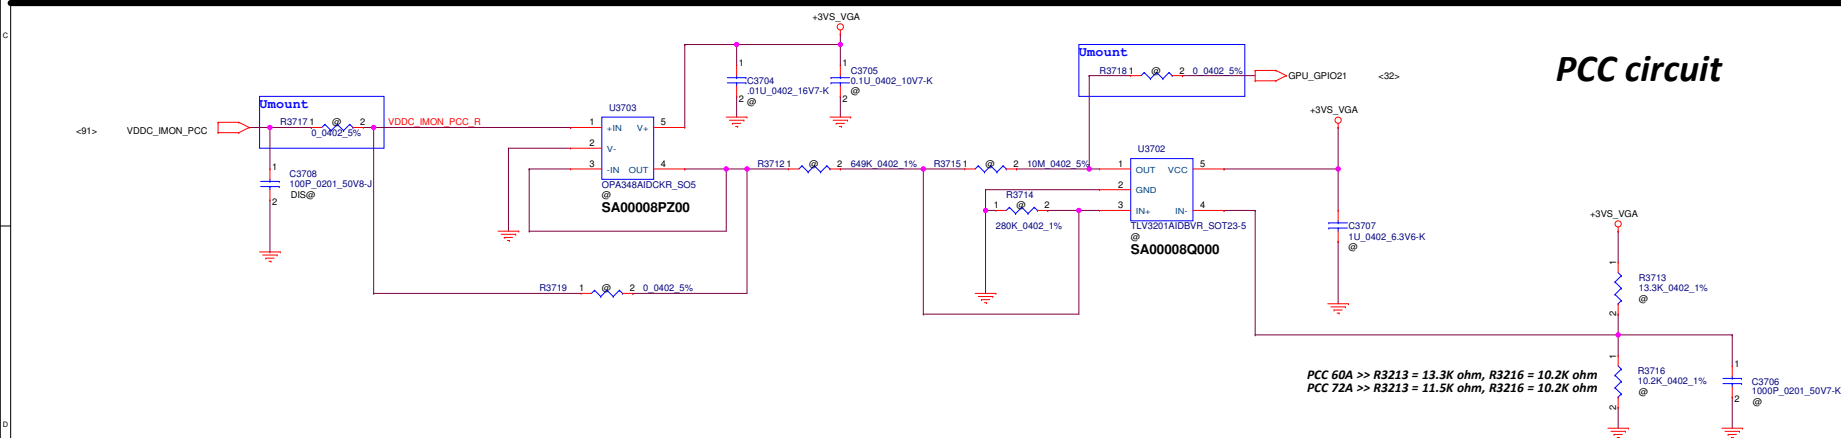 C
D
PCC circuit
+3VS_VGA
1
C3704
.01U_0402_16V7-K
2
@
1
C3705
0.1U_0402_10V7-K
2
@
Umount
R3718 1 @ 2 0_0402_5%
GPU_GPIO21 <32>
Umount
<91> VDDC_IMON_PCC
R3717 1 @ 2
0_0402_5%
VDDC_IMON_PCC_R
1
C3708
100P_0201_50V8-J
DIS@
2
U3703
1 +IN V+ 5
2 V-
3 -IN OUT 4
OPA348AIDCKR_SO5
@
SA00008PZ00
R3712 1 @ 2 649K_0402_1%
R3715 1 @ 2 10M_0402_5%
R3714
1 @ 2
280K_0402_1%
R3719 1 @ 2 0_0402_5%
U3702
1 OUT VCC 5
2 GND
3 IN+ IN- 4
TLV3201AIDBVR_SOT23-5
@
SA00008Q000
+3VS_VGA
C3707
1U_0402_6.3V6-K
@
+3VS_VGA
1
R3713
13.3K_0402_1%
@
2
1
R3716
10.2K_0402_1%
@
2
1
C3706
1000P_0201_50V7-K
2
@
PCC 60A >> R3213 = 13.3K ohm, R3216 = 10.2K ohm
PCC 72A >> R3213 = 11.5K ohm, R3216 = 10.2K ohm